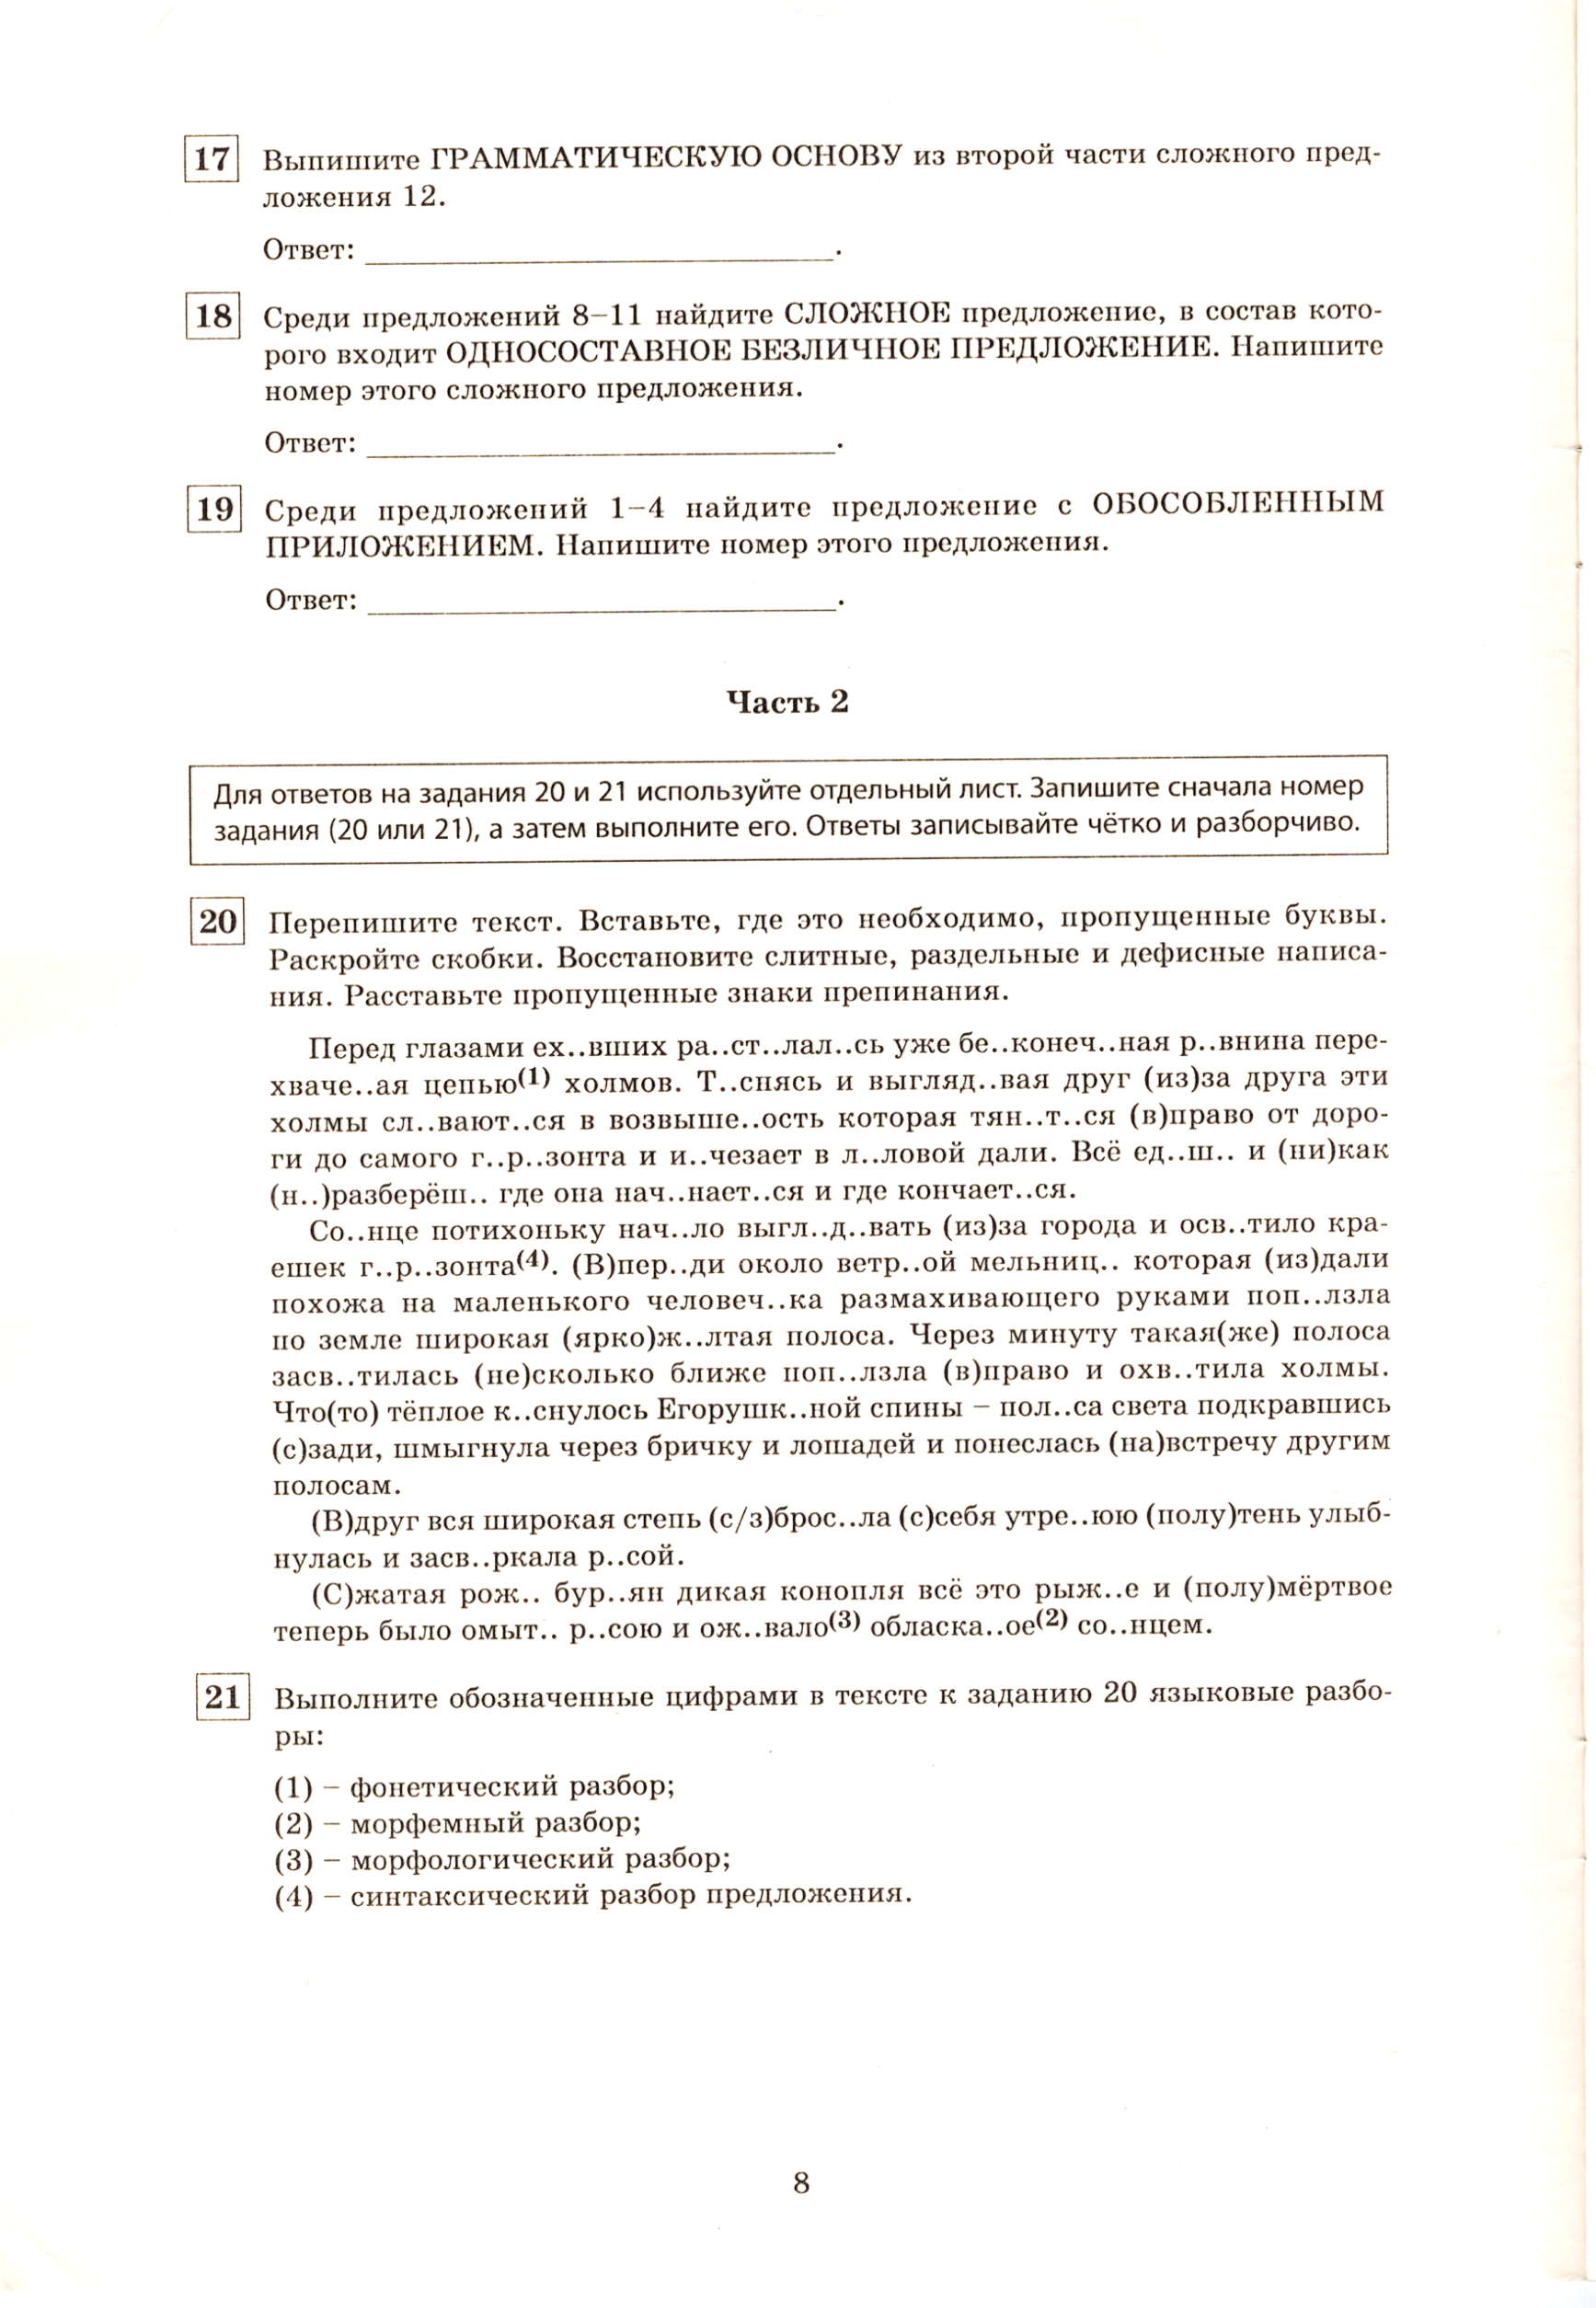 17 Выпишите ГРАММАТИЧЕСКУЮ ОСНОВУ из второй части сложного пред-
ложения 12.
Ответ: ______________________________.
18 Среди предложений 8–11 найдите СЛОЖНОЕ предложение, в состав кото-
рого входит ОДНОСОСТАВНОЕ БЕЗЛИЧНОЕ ПРЕДЛОЖЕНИЕ. Напишите
номер этого сложного предложения.
Ответ: ______________________________.
19 Среди предложений 1–4 найдите предложение с ОБОСОБЛЕННЫМ
ПРИЛОЖЕНИЕМ. Напишите номер этого предложения.
Ответ: ______________________________.
Часть 2
Для ответов на задания 20 и 21 используйте отдельный лист. Запишите сначала номер
задания (20 или 21), а затем выполните его. Ответы записывайте чётко и разборчиво.
20 Перепишите текст. Вставьте, где это необходимо, пропущенные буквы.
Раскройте скобки. Восстановите слитные, раздельные и дефисные написа-
ния. Расставьте пропущенные знаки препинания.
Перед глазами ех..вших ра..ст..лал..сь уже бе..конеч..ная р..внина пере-
хваче..ая цепью(1) холмов. Т..снясь и выгляд..вая друг (из)за друга эти
холмы сл..вают..ся в возвыше..ость которая тян..т..ся (в)право от доро-
ги до самого г..р..зонта и и..чезает в л..ловой дали. Всё ед..ш.. и (ни)как
(н..)разберёш.. где она нач..нает..ся и где кончает..ся.
Со..нце потихоньку нач..ло выгл..д..вать (из)за города и осв..тило кра-
ешек г..р..зонта(4). (В)пер..ди около ветр..ой мельниц.. которая (из)дали
похожа на маленького человеч..ка размахивающего руками поп..лзла
по земле широкая (ярко)ж..лтая полоса. Через минуту такая(же) полоса
засв..тилась (не)сколько ближе поп..лзла (в)право и охв..тила холмы.
Что(то) тёплое к..снулось Егорушк..ной спины – пол..са света подкравшись
(с)зади, шмыгнула через бричку и лошадей и понеслась (на)встречу другим
полосам.
(В)друг вся широкая степь (с/з)брос..ла (с)себя утре..юю (полу)тень улыб-
нулась и засв..ркала р..сой.
(С)жатая рож.. бур..ян дикая конопля всё это рыж..е и (полу)мёртвое
теперь было омыт.. р..сою и ож..вало(3) обласка..ое(2) со..нцем.
21 Выполните обозначенные цифрами в тексте к заданию 20 языковые разбо-
ры:
(1) – фонетический разбор;
(2) – морфемный разбор;
(3) – морфологический разбор;
(4) – синтаксический разбор предложения.
8